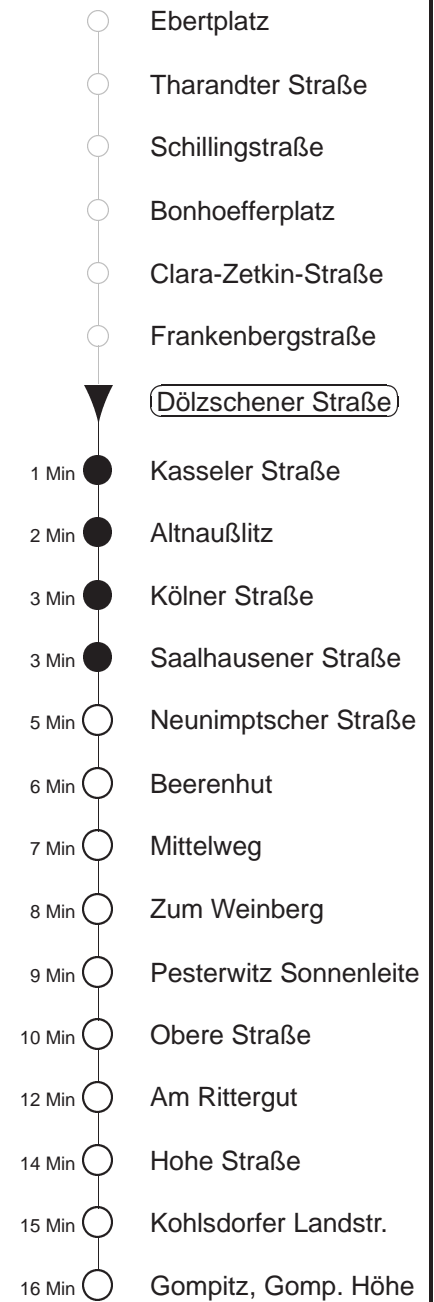 Ebertplatz
Tharandter Straße
Schillingstraße
Bonhoefferplatz
Clara-Zetkin-Straße
Frankenbergstraße
Dölzschener Straße
1 Min Kasseler Straße
2 Min Altnaußlitz
3 Min Kölner Straße
3 Min Saalhausener Straße
5 Min Neunimptscher Straße
6 Min Beerenhut
7 Min Mittelweg
8 Min Zum Weinberg
9 Min Pesterwitz Sonnenleite
10 Min Obere Straße
12 Min Am Rittergut
14 Min Hohe Straße
15 Min Kohlsdorfer Landstr.
16 Min Gompitz, Gomp. Höhe